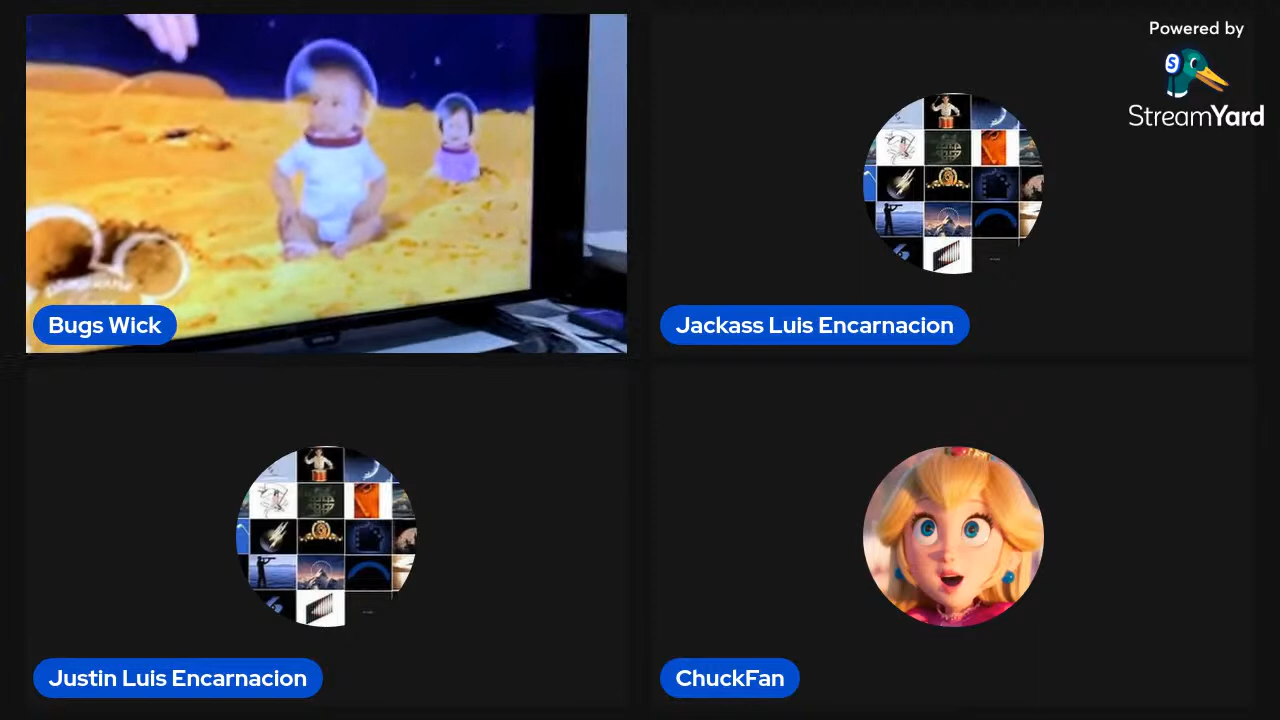 Powered by
StreamYard
Bugs Wick
Jackass Luis Encarnacion
Justin Luis Encarnacion
ChuckFan